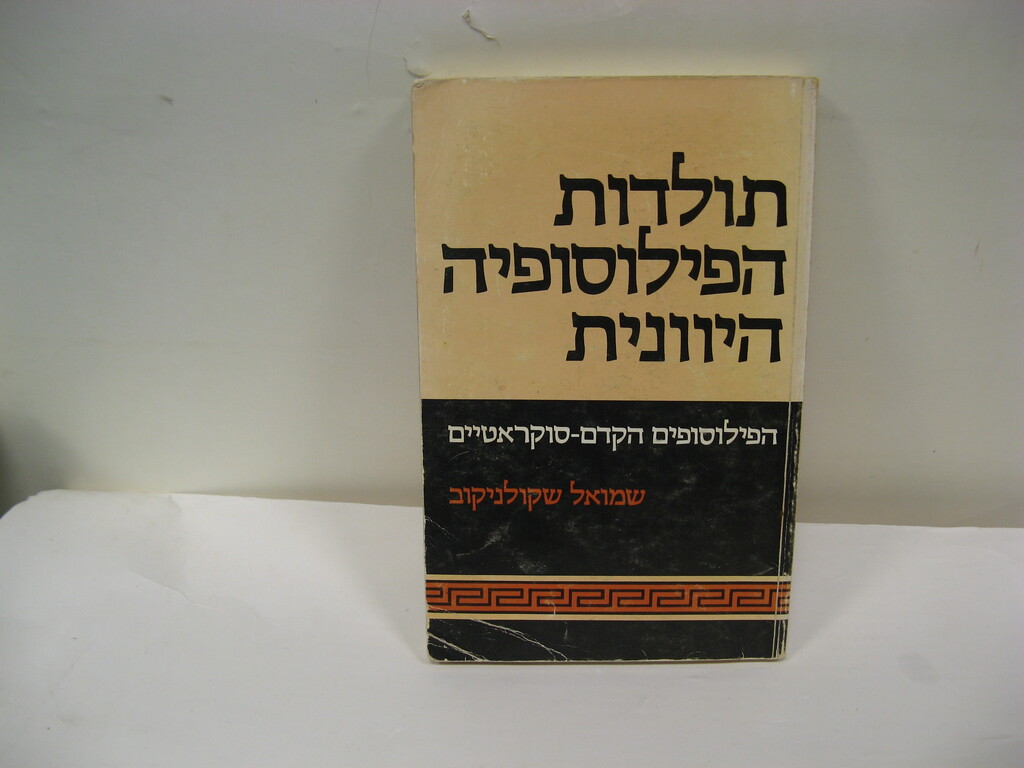 תולדות
הפילוסופיה
היוונית
הפילוסופים הקדם-סוקראטיים
שמואל שקולניקוב